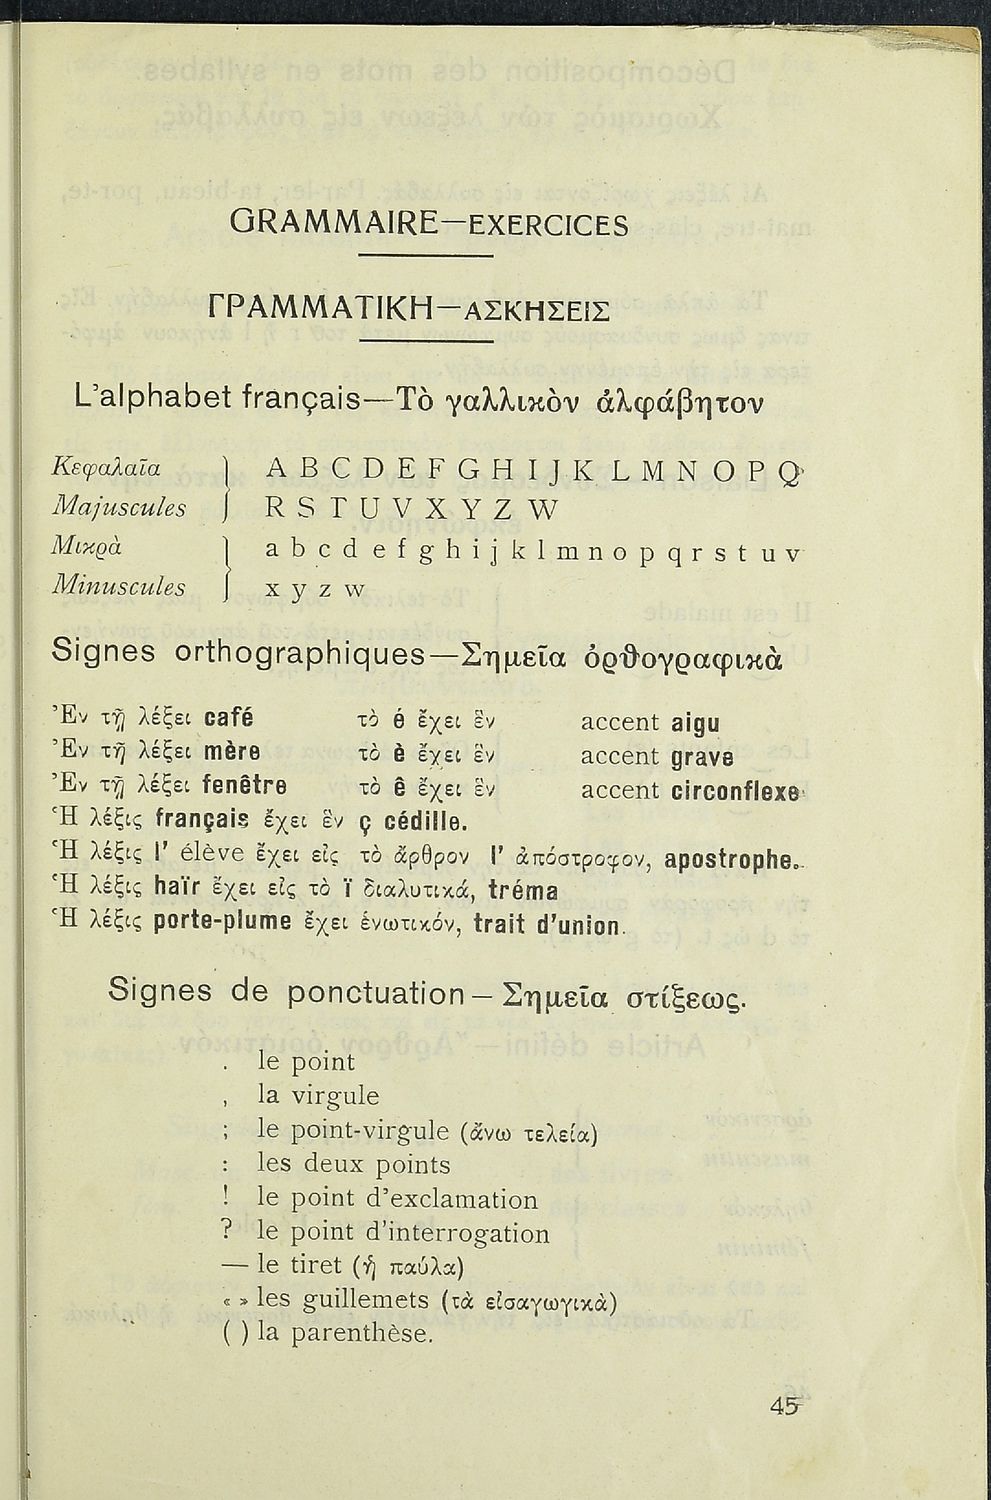 GRAMMAIRE—EXERCICES
ΓΡΑΜΜΑΤΙΚΗ—ΑΣΚΗΣΕΙΣ
L'alphabet français—Τὸ γαλλικὸν ἀλφάβητον
Κεφαλαῖα } A B C D E F G H I J K L M N O P Q
Majuscules } R S T U V X Y Z W
Μικρὰ } a b c d e f g h i j k l m n o p q r s t u v
Minuscules } x y z w
Signes orthographiques—Σημεῖα ὀρθογραφικὰ
Ἐν τῇ λέξει café τὸ é ἔχει ἓν accent aigu
Ἐν τῇ λέξει mère τὸ è ἔχει ἓν accent grave
Ἐν τῇ λέξει fenêtre τὸ ê ἔχει ἓν accent circonflexe
Ἡ λέξις français ἔχει ἓν ç cédille.
Ἡ λέξις l' élève ἔχει εἰς τὸ ἄρθρον l' ἀπόστροφον, apostrophe.
Ἡ λέξις haïr ἔχει εἰς τὸ ï διαλυτικά, tréma
Ἡ λέξις porte-plume ἔχει ἑνωτικόν, trait d'union.
Signes de ponctuation — Σημεῖα στίξεως.
. le point
, la virgule
; le point-virgule (ἄνω τελεία)
: les deux points
! le point d'exclamation
? le point d'interrogation
— le tiret (ἡ παύλα)
« » les guillemets (τὰ εἰσαγωγικὰ)
( ) la parenthèse.
45